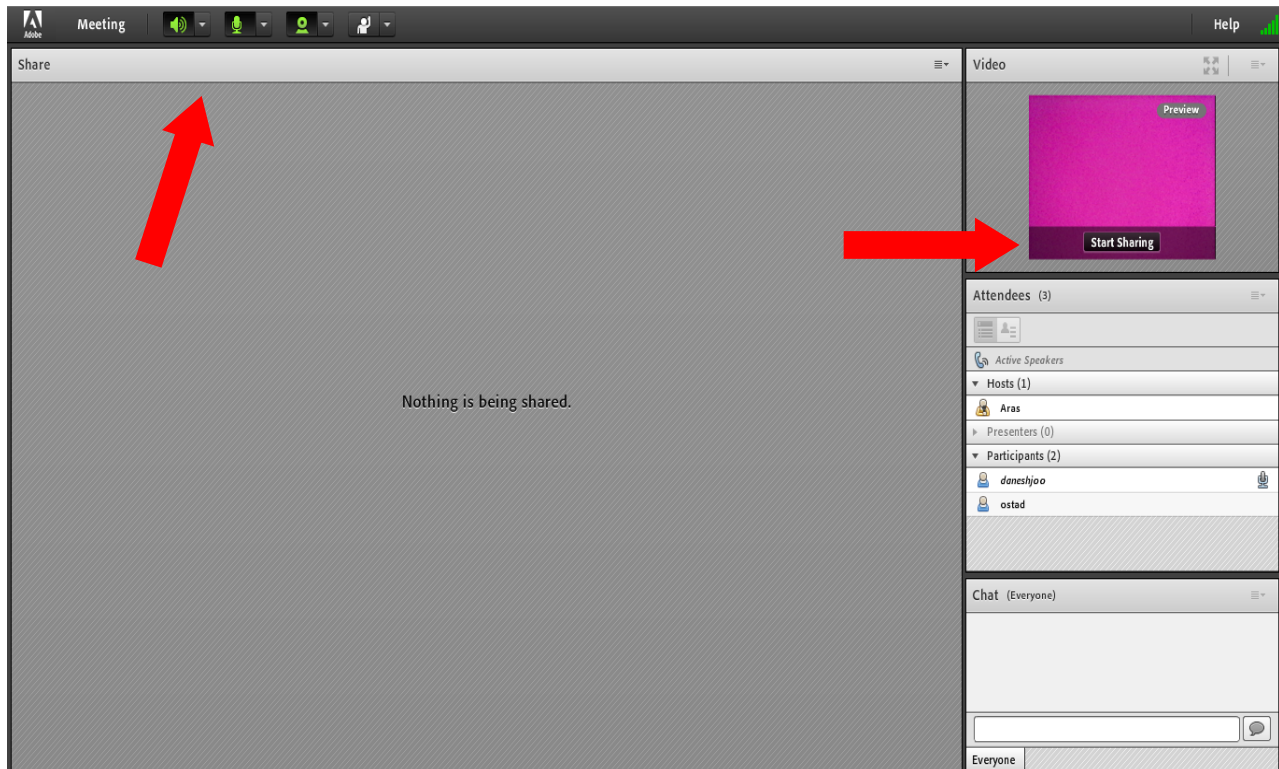 Adobe
Meeting
Help
Share
Video
Preview
Start Sharing
Nothing is being shared.
Attendees (3)
Active Speakers
Hosts (1)
Aras
Presenters (0)
Participants (2)
daneshjoo
ostad
Chat (Everyone)
Everyone